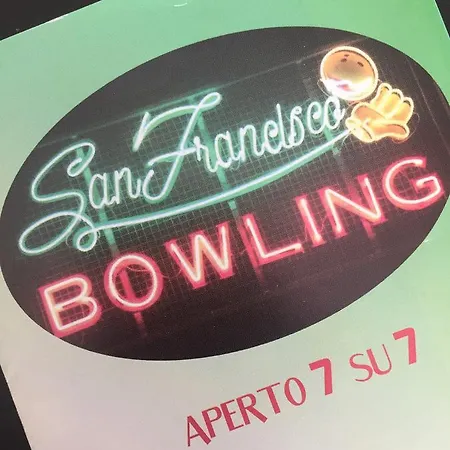 San Francisco
BOWLING
APERTO 7 SU 7